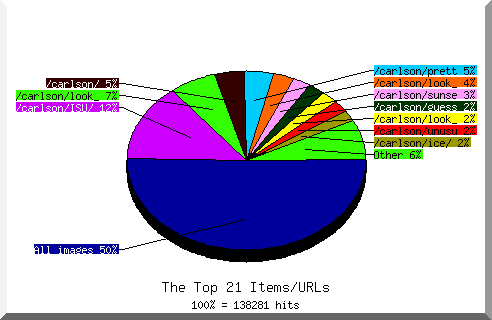 /carlson/prett 5%
/carlson/ 5%
/carlson/look_ 4%
/carlson/look_ 7%
/carlson/sunse 3%
/carlson/ISU/ 12%
/carlson/guess 2%
/carlson/look_ 2%
/carlson/unusu 2%
/carlson/ice/ 2%
Other 6%
All images 50%
The Top 21 Items/URLs
100% = 138281 hits